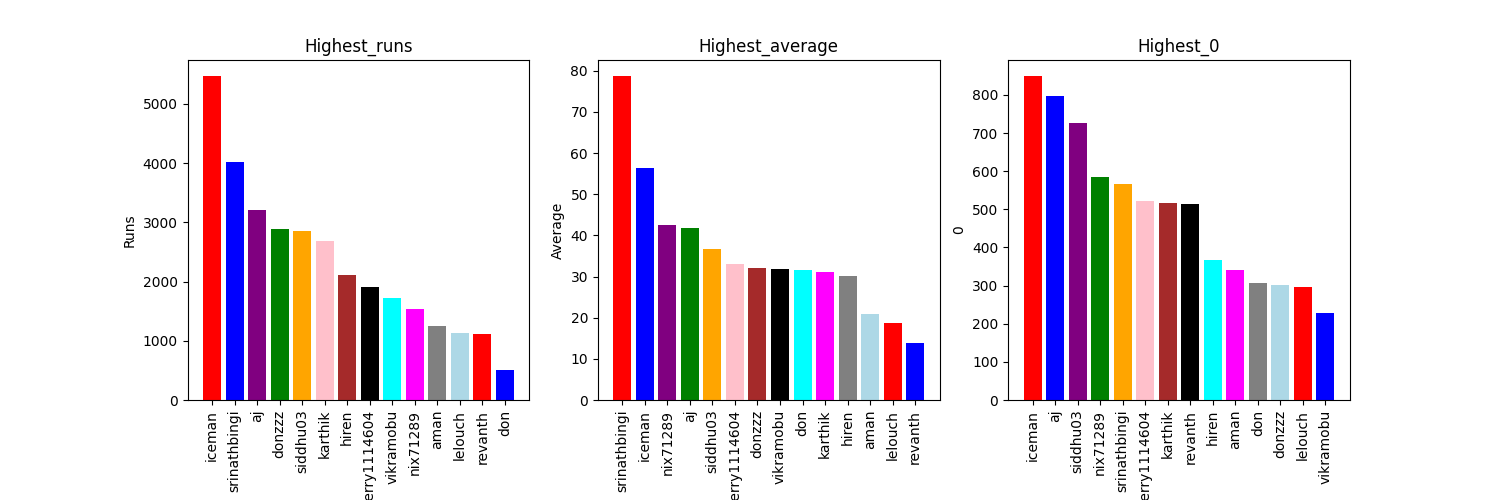 Highest_runs
Runs
5000
4000
3000
2000
1000
0
iceman
srinathbingi
aj
donzzz
siddhu03
karthik
hiren
erry1114604
vikramobu
nix71289
aman
lelouch
revanth
don
Highest_average
Average
80
70
60
50
40
30
20
10
0
srinathbingi
iceman
nix71289
aj
siddhu03
erry1114604
donzzz
vikramobu
don
karthik
hiren
aman
lelouch
revanth
Highest_0
0
800
700
600
500
400
300
200
100
0
iceman
aj
siddhu03
nix71289
srinathbingi
erry1114604
karthik
revanth
hiren
aman
don
donzzz
lelouch
vikramobu